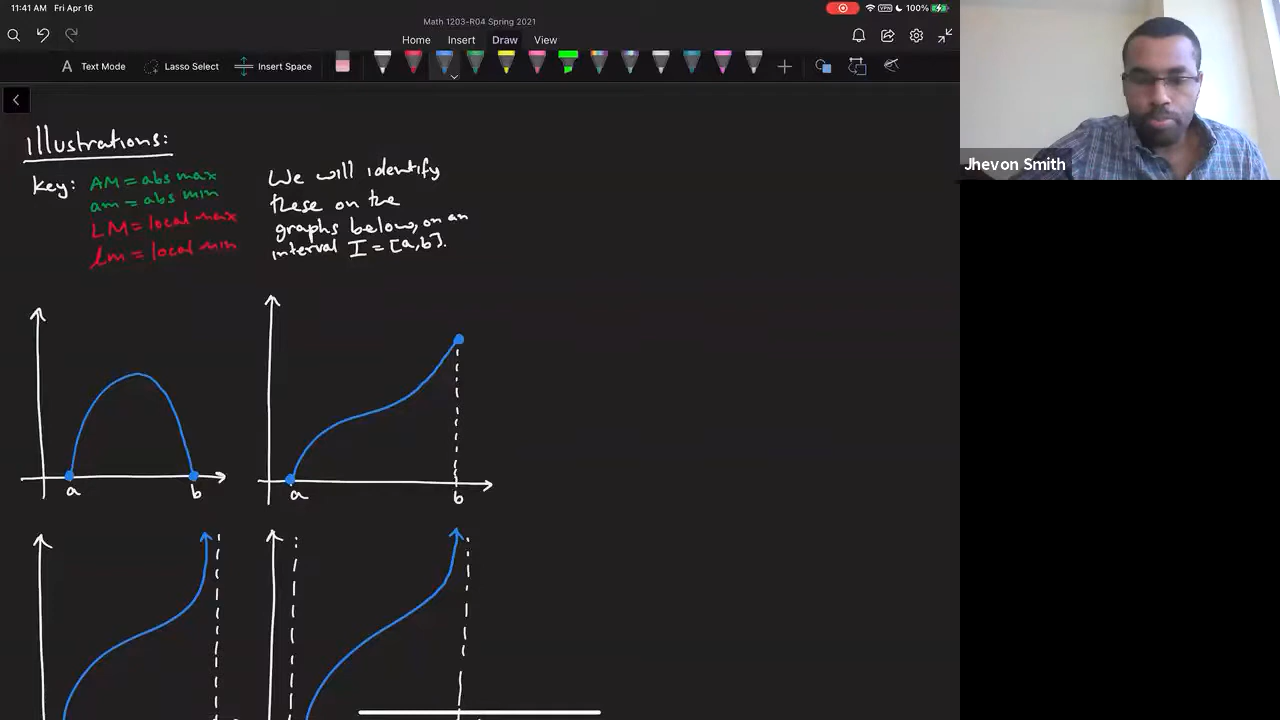 11:41 AM Fri Apr 16
100%
Math 1203-R04 Spring 2021
Home Insert Draw View
Text Mode Lasso Select Insert Space
Jhevon Smith
Illustrations:
Key: AM = abs max
am = abs min
LM = local max
lm = local min
We will identify
these on the
graphs below, on an
interval I = [a,b].
a b
a b